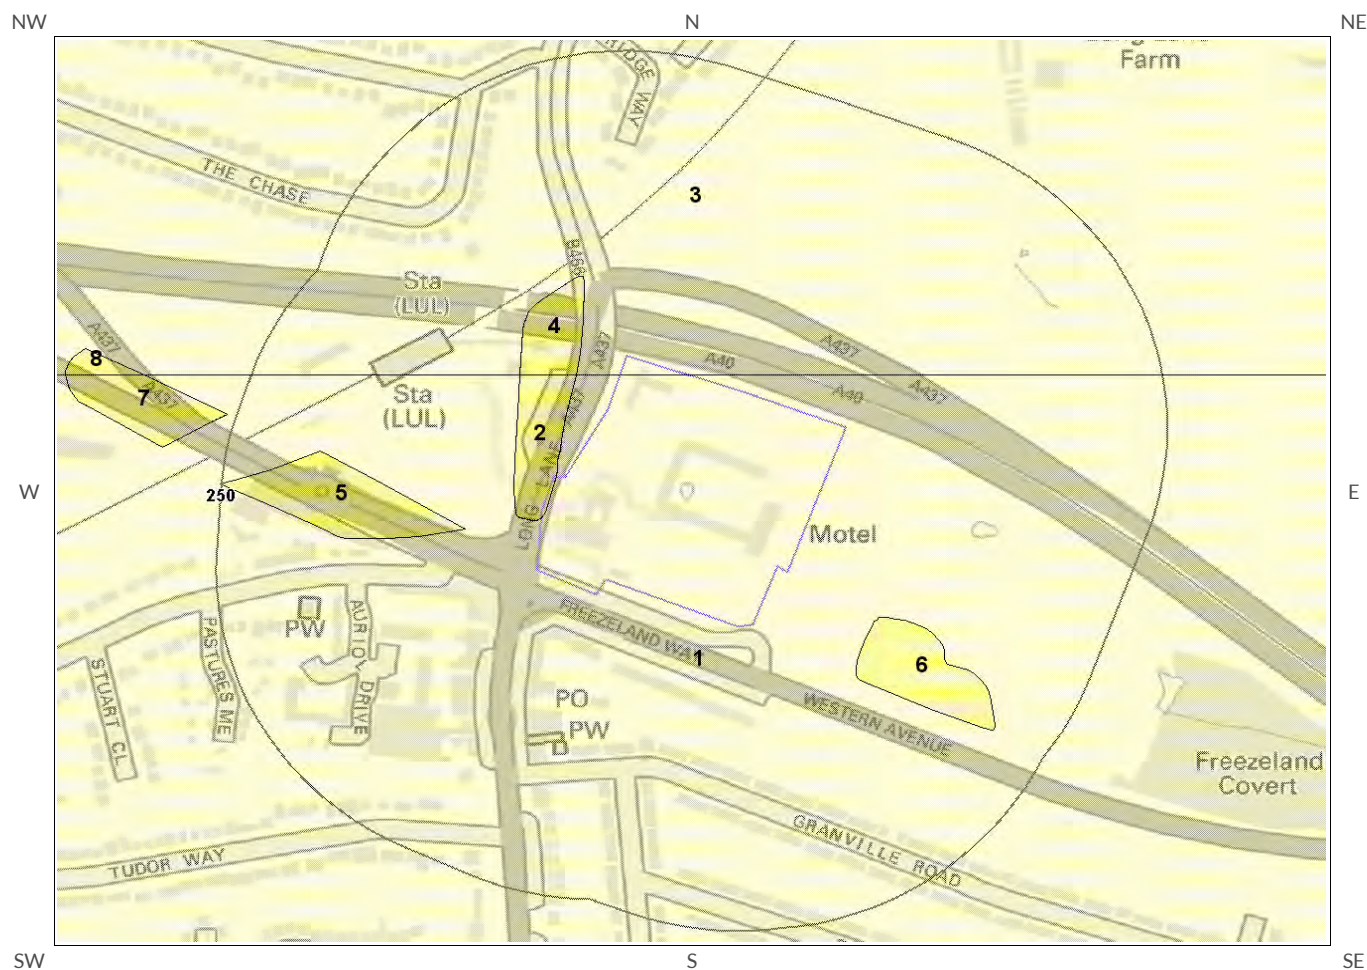 NW
N
NE
RIDGE WAY
Farm
THE CHASE
3
B466
Sta
(LUL)
4
A437
A437
A437
A40
8
A437
7
A437
A40
A437
Sta
(LUL)
2
W
250
5
LONG LANE
Motel
E
FREEZELAND WAY
1
PW
AURIOL DRIVE
PASTURES ME
STUART CL
6
PO
PW
WESTERN AVENUE
Freezeland
Covert
GRANVILLE ROAD
TUDOR WAY
SW
S
SE